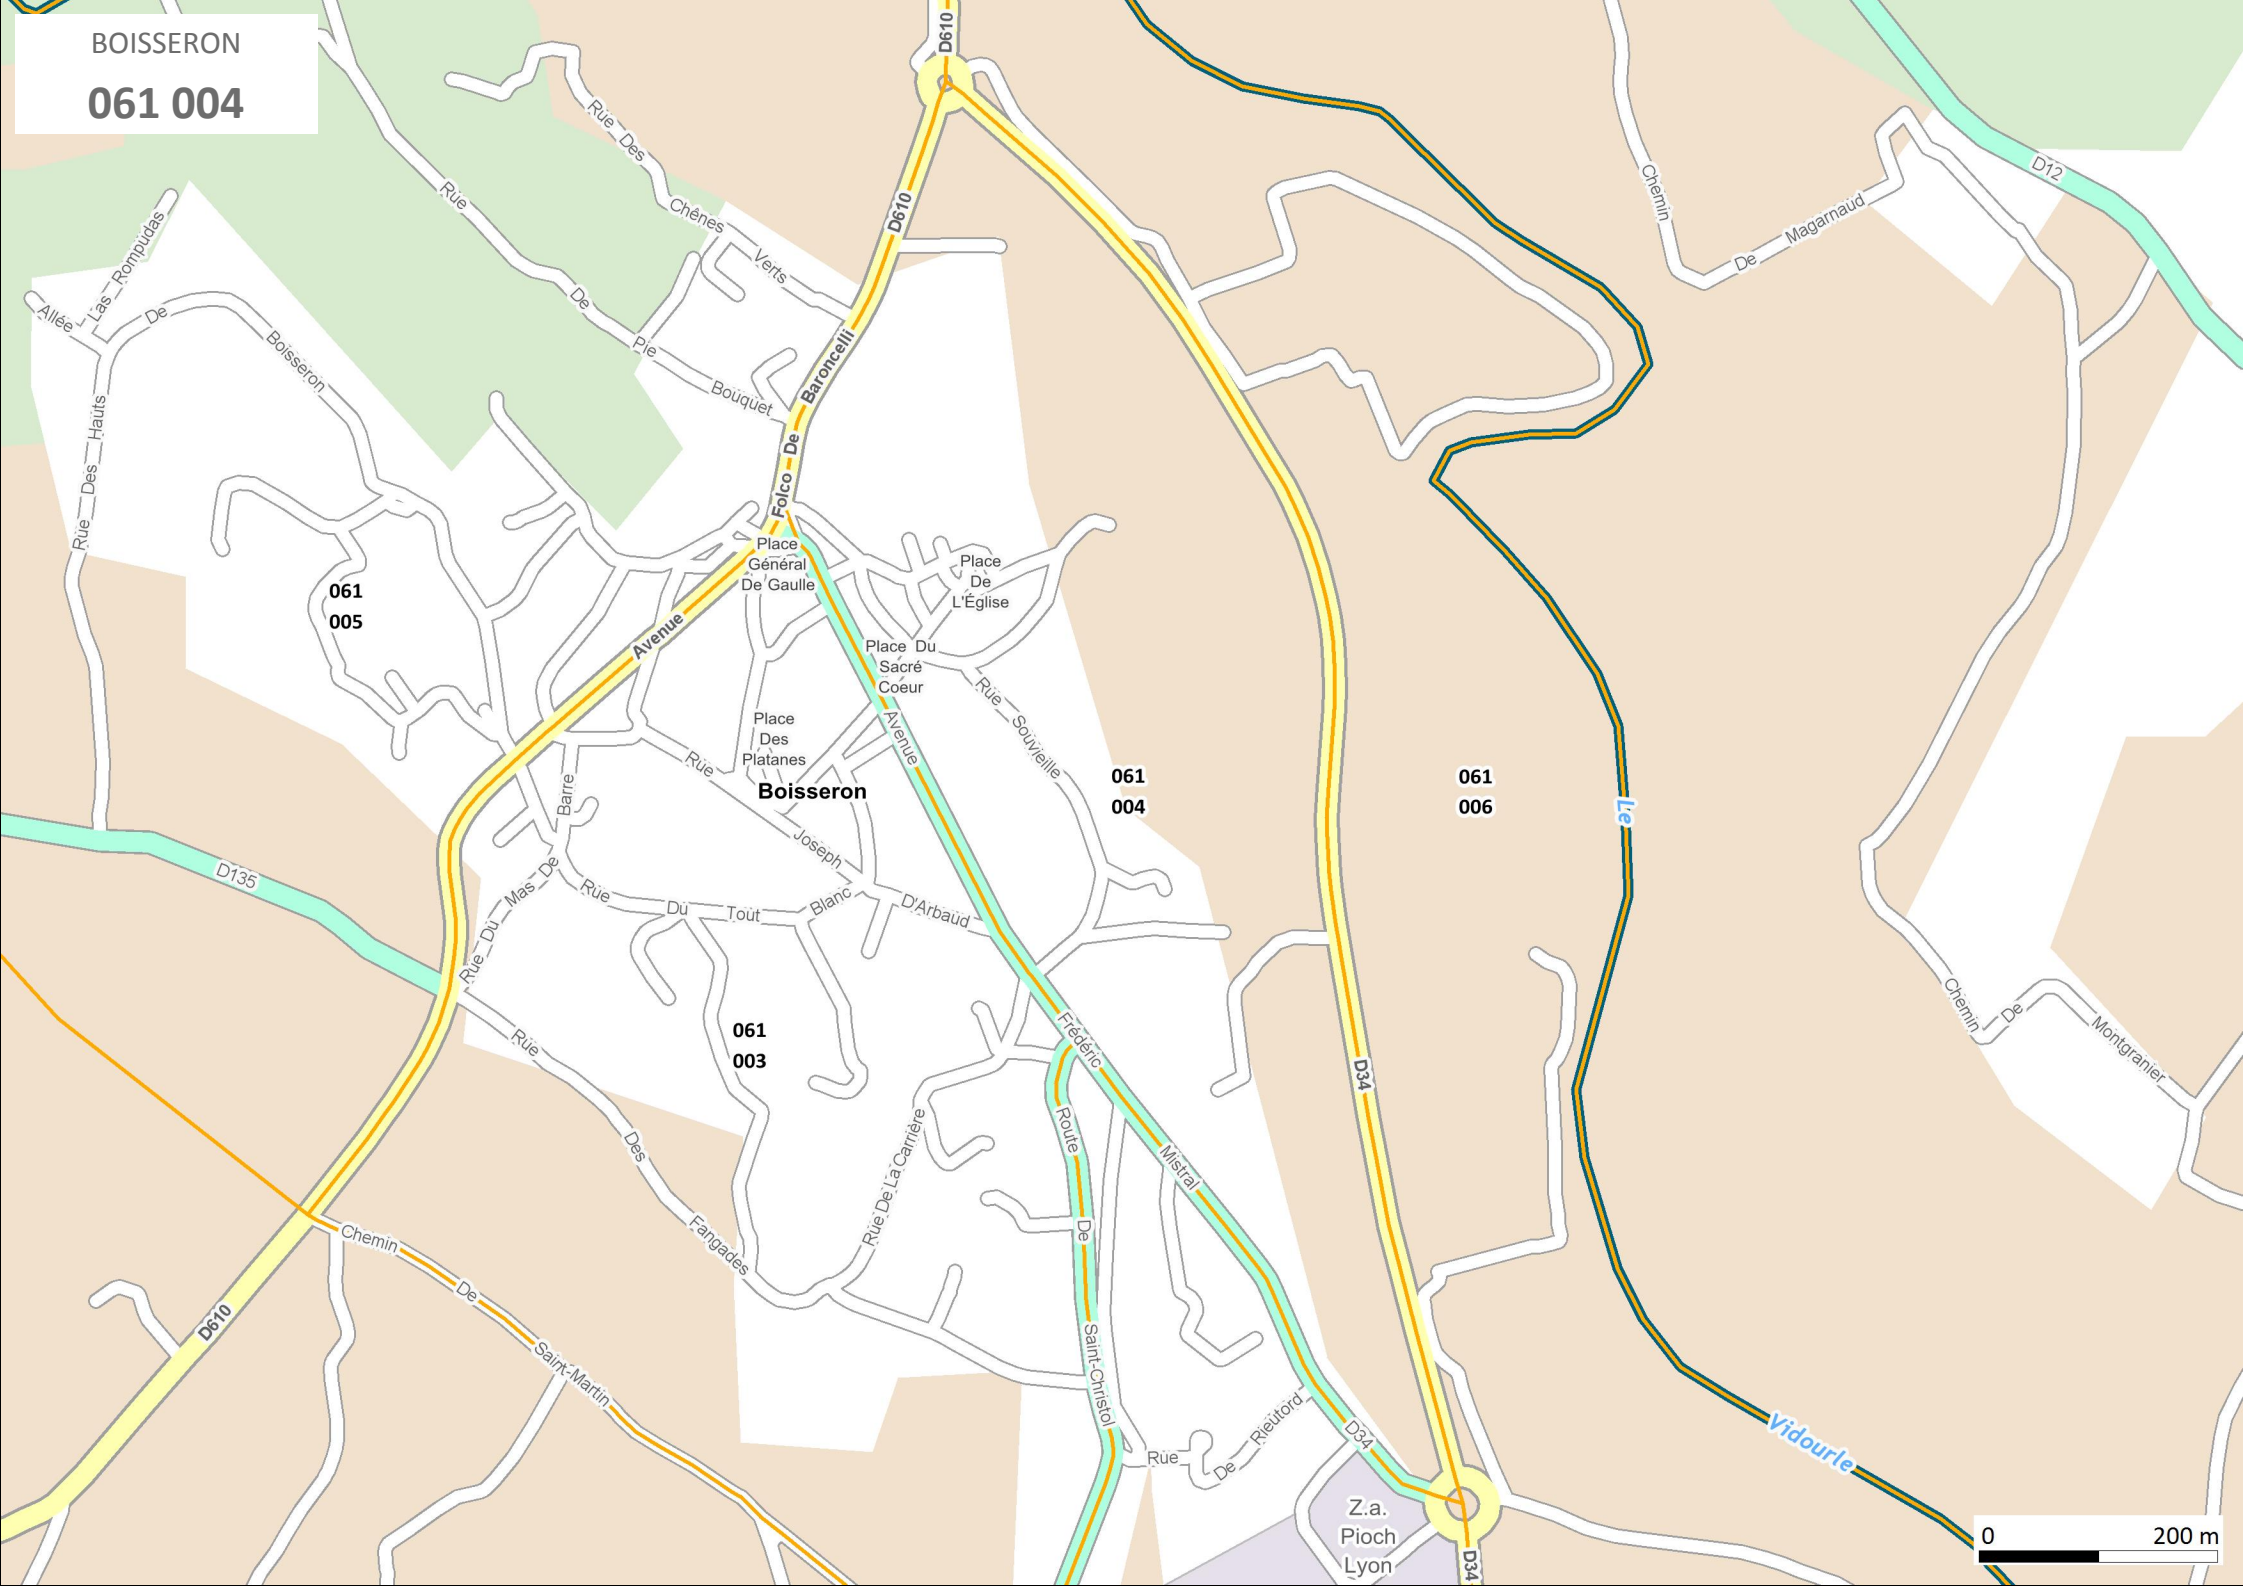 BOISSERON
061 004
D610
Rue Des Chênes Verts
Rue De Pie Bouquet
D610
Chemin De Magarnaud
D12
Allée Las Rompudas
Rue Des Hauts De Boisseron
Avenue Folco De Baroncelli
Place
Général
De Gaulle
Place
De
L'Église
061
005
Place Du
Sacré
Coeur
Rue Souvieille
Place
Des
Platanes
Boisseron
061
004
061
006
Le
Vidourle
Rue Joseph D'Arbaud
Rue Du Mas De Barre
Rue Du Tout Blanc
D135
Avenue Frédéric Mistral
061
003
Rue Des Fangades
Rue De La Carrière
Route De Saint-Christol
D34
Chemin De Montgranier
Chemin De Saint-Martin
D610
Rue De Rieutord
D34
Z.a.
Pioch
Lyon
D34
0 200 m